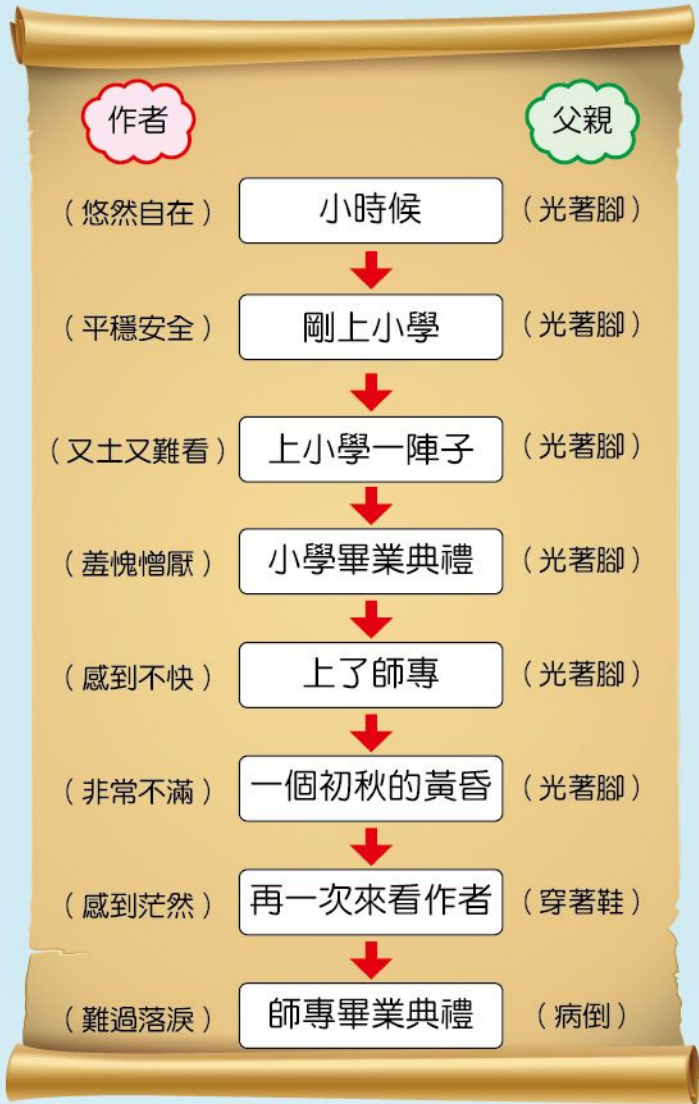 作者 父親
(悠然自在) 小時候 (光著腳)
(平穩安全) 剛上小學 (光著腳)
(又土又難看) 上小學一陣子 (光著腳)
(羞愧憎厭) 小學畢業典禮 (光著腳)
(感到不快) 上了師專 (光著腳)
(非常不滿) 一個初秋的黃昏 (光著腳)
(感到茫然) 再一次來看作者 (穿著鞋)
(難過落淚) 師專畢業典禮 (病倒)